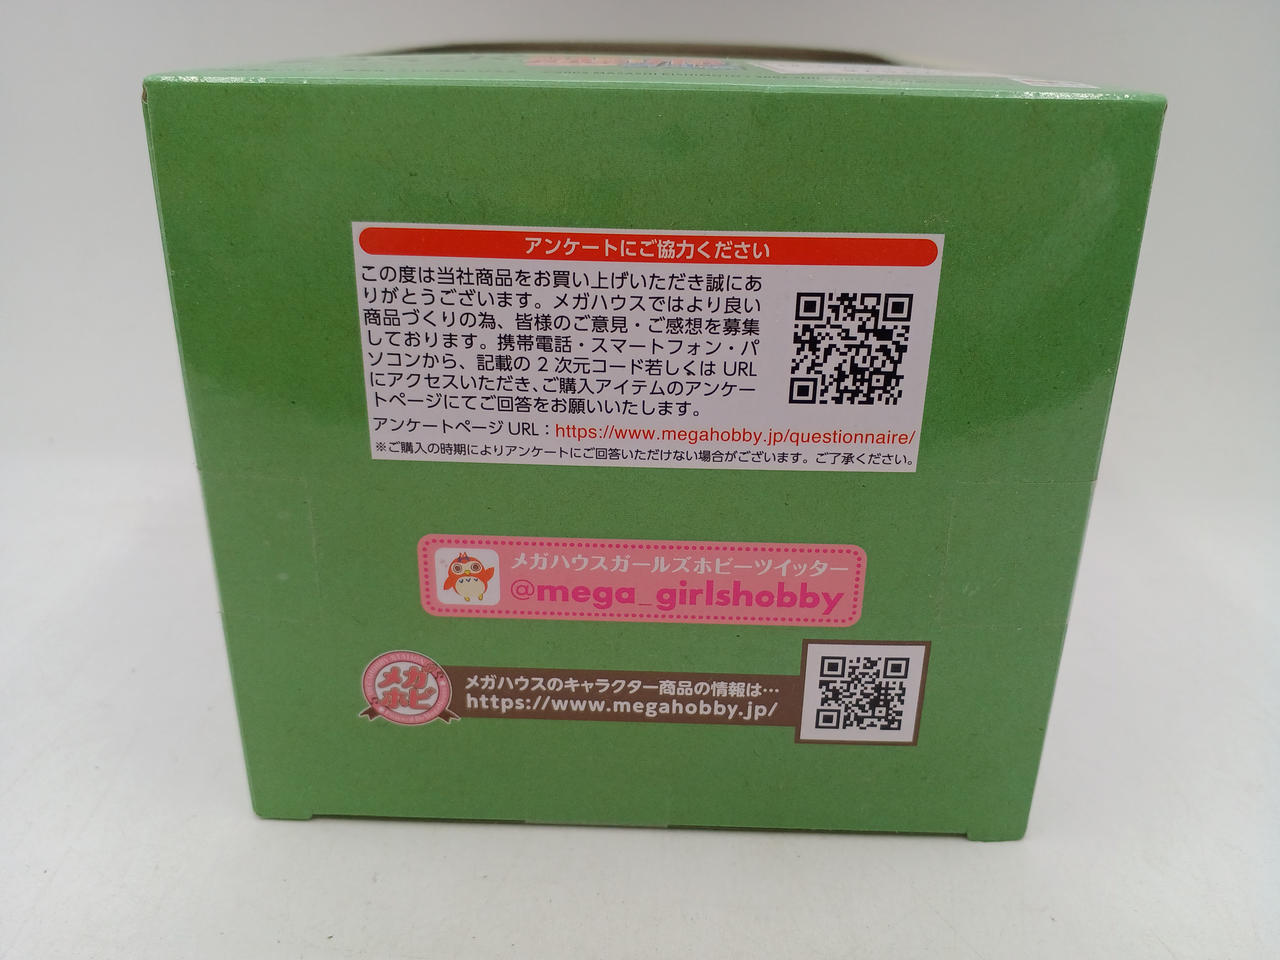 アンケートにご協力ください
この度は当社商品をお買い上げいただき誠にあ
りがとうございます。メガハウスではより良い
商品づくりの為、皆様のご意見・ご感想を募集
しております。携帯電話・スマートフォン・パ
ソコンから、記載の2次元コード若しくはURL
にアクセスいただき、ご購入アイテムのアンケー
トページにてご回答をお願いいたします。
アンケートページURL：https://www.megahobby.jp/questionnaire/
※ご購入の時期によりアンケートにご回答いただけない場合がございます。ご了承ください。
メガハウスガールズホビーツイッター
@mega_girlshobby
メガ
ホビ
メガハウスのキャラクター商品の情報は…
https://www.megahobby.jp/